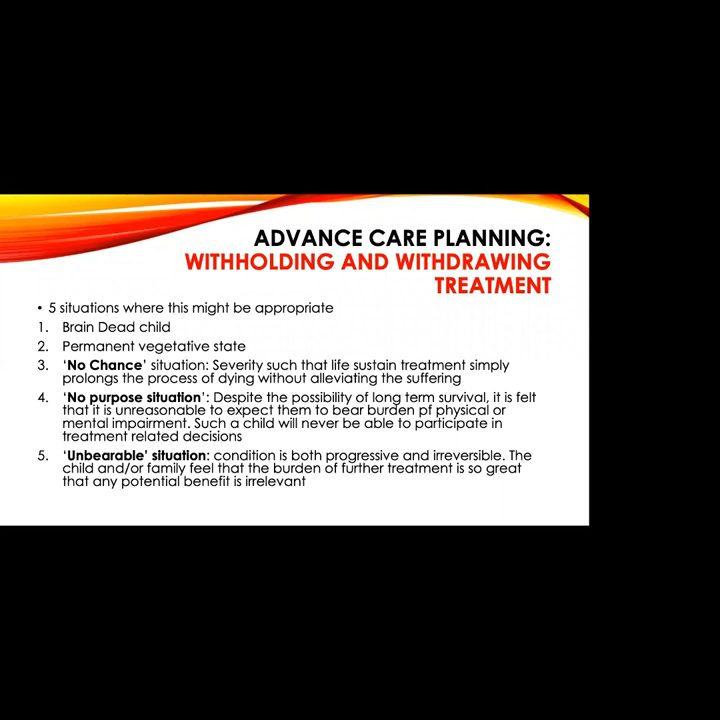 ADVANCE CARE PLANNING:
WITHHOLDING AND WITHDRAWING
TREATMENT
• 5 situations where this might be appropriate
1. Brain Dead child
2. Permanent vegetative state
3. ‘No Chance’ situation: Severity such that life sustain treatment simply
prolongs the process of dying without alleviating the suffering
4. ‘No purpose situation’: Despite the possibility of long term survival, it is felt
that it is unreasonable to expect them to bear burden pf physical or
mental impairment. Such a child will never be able to participate in
treatment related decisions
5. ‘Unbearable’ situation: condition is both progressive and irreversible. The
child and/or family feel that the burden of further treatment is so great
that any potential benefit is irrelevant